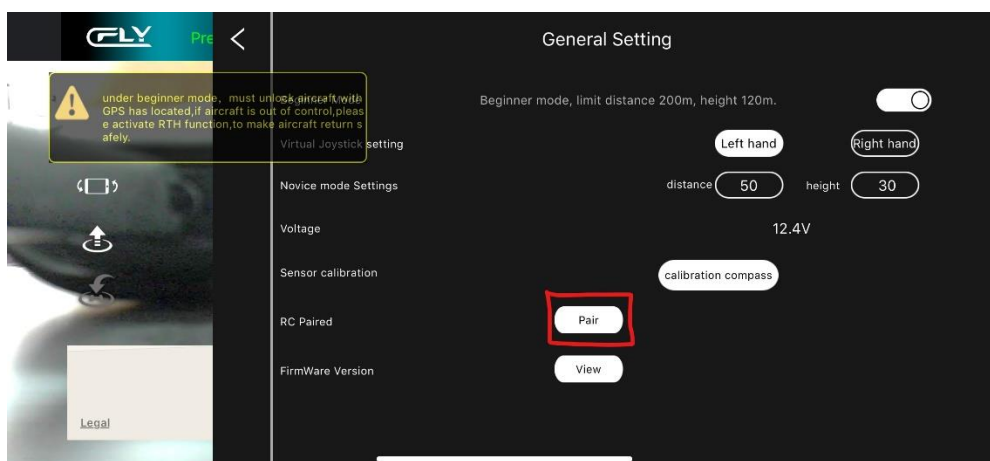 CFLY
Pre
General Setting
under beginner mode, must unlock aircraft with
GPS has located,if aircraft is out of control,pleas
e activate RTH function,to make aircraft return s
afely.
Beginner Mode
Beginner mode, limit distance 200m, height 120m.
Virtual Joystick setting
Left hand
Right hand
Novice mode Settings
distance 50
height 30
Voltage
12.4V
Sensor calibration
calibration compass
RC Paired
Pair
FirmWare Version
View
Legal